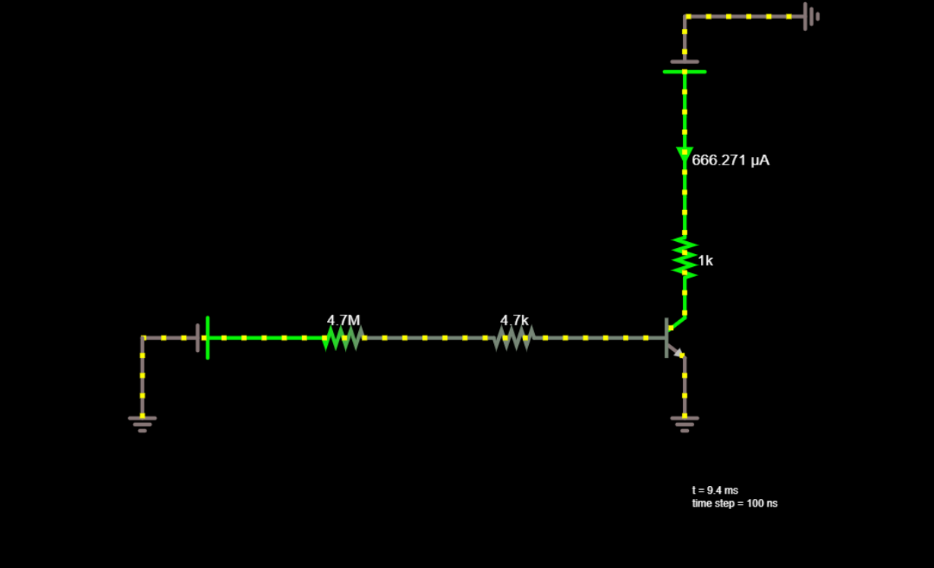 666.271 µA
1k
4.7M
4.7k
t = 9.4 ms
time step = 100 ns